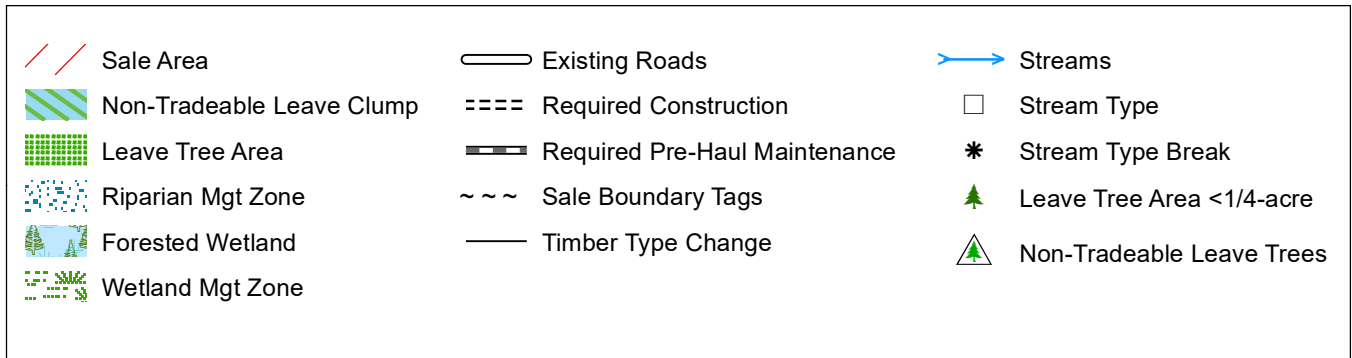 Sale Area
Non-Tradeable Leave Clump
Leave Tree Area
Riparian Mgt Zone
Forested Wetland
Wetland Mgt Zone
Existing Roads
Required Construction
Required Pre-Haul Maintenance
Sale Boundary Tags
Timber Type Change
Streams
Stream Type
Stream Type Break
Leave Tree Area <1/4-acre
Non-Tradeable Leave Trees